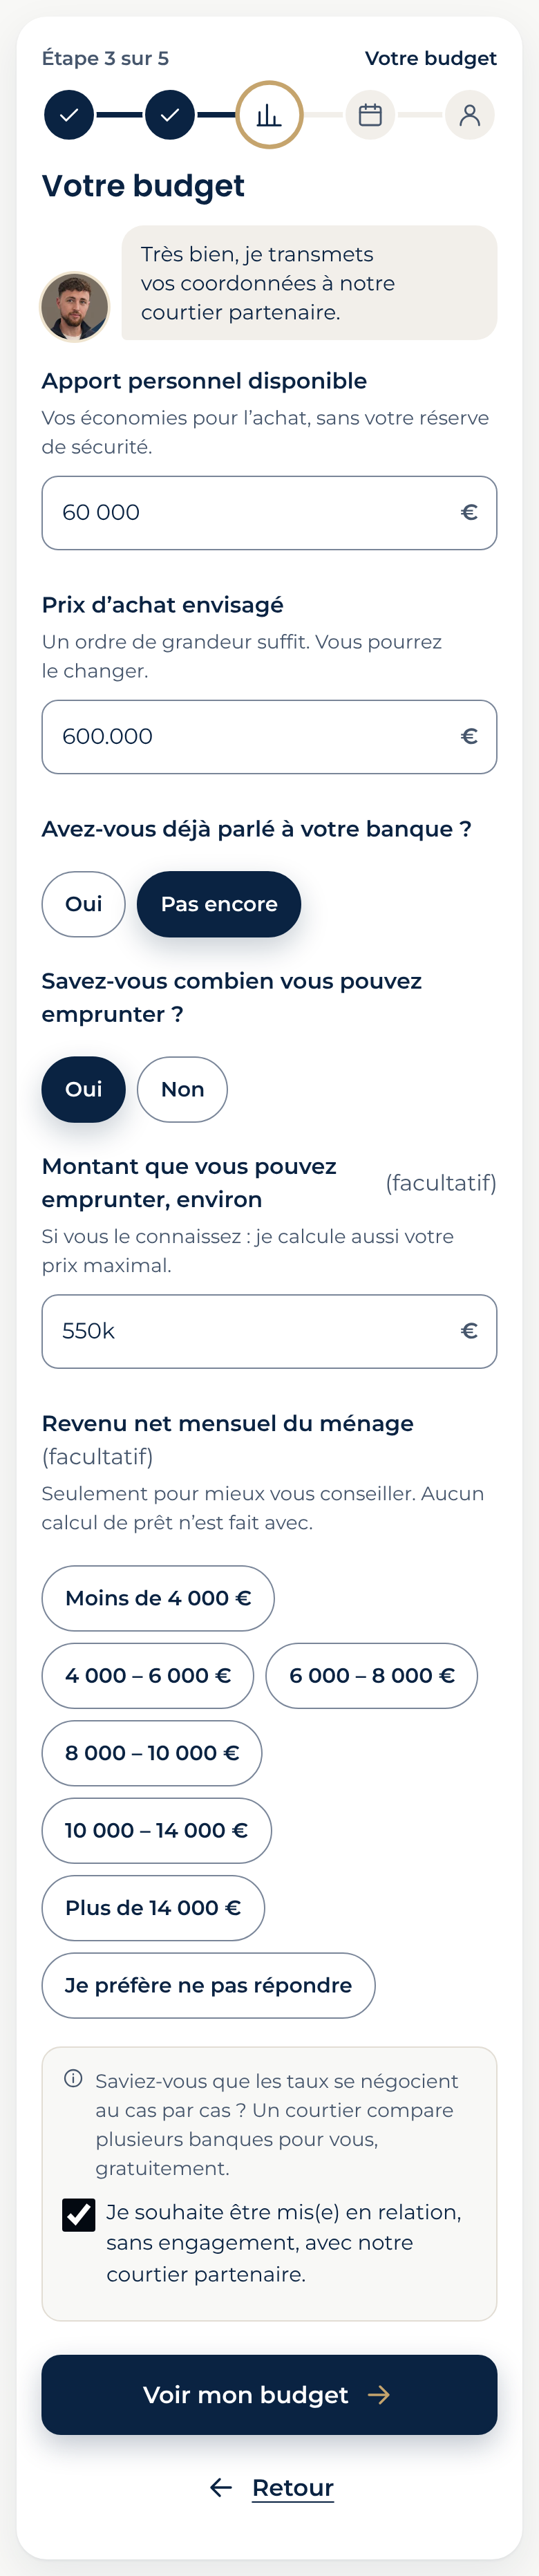 Étape 3 sur 5
Votre budget
Votre budget
Très bien, je transmets
vos coordonnées à notre
courtier partenaire.
Apport personnel disponible
Vos économies pour l’achat, sans votre réserve
de sécurité.
60 000 €
Prix d’achat envisagé
Un ordre de grandeur suffit. Vous pourrez
le changer.
600.000 €
Avez-vous déjà parlé à votre banque ?
Oui Pas encore
Savez-vous combien vous pouvez
emprunter ?
Oui Non
Montant que vous pouvez
emprunter, environ
(facultatif)
Si vous le connaissez : je calcule aussi votre
prix maximal.
550k €
Revenu net mensuel du ménage
(facultatif)
Seulement pour mieux vous conseiller. Aucun
calcul de prêt n’est fait avec.
Moins de 4 000 €
4 000 – 6 000 € 6 000 – 8 000 €
8 000 – 10 000 €
10 000 – 14 000 €
Plus de 14 000 €
Je préfère ne pas répondre
Saviez-vous que les taux se négocient
au cas par cas ? Un courtier compare
plusieurs banques pour vous,
gratuitement.
Je souhaite être mis(e) en relation,
sans engagement, avec notre
courtier partenaire.
Voir mon budget →
← Retour